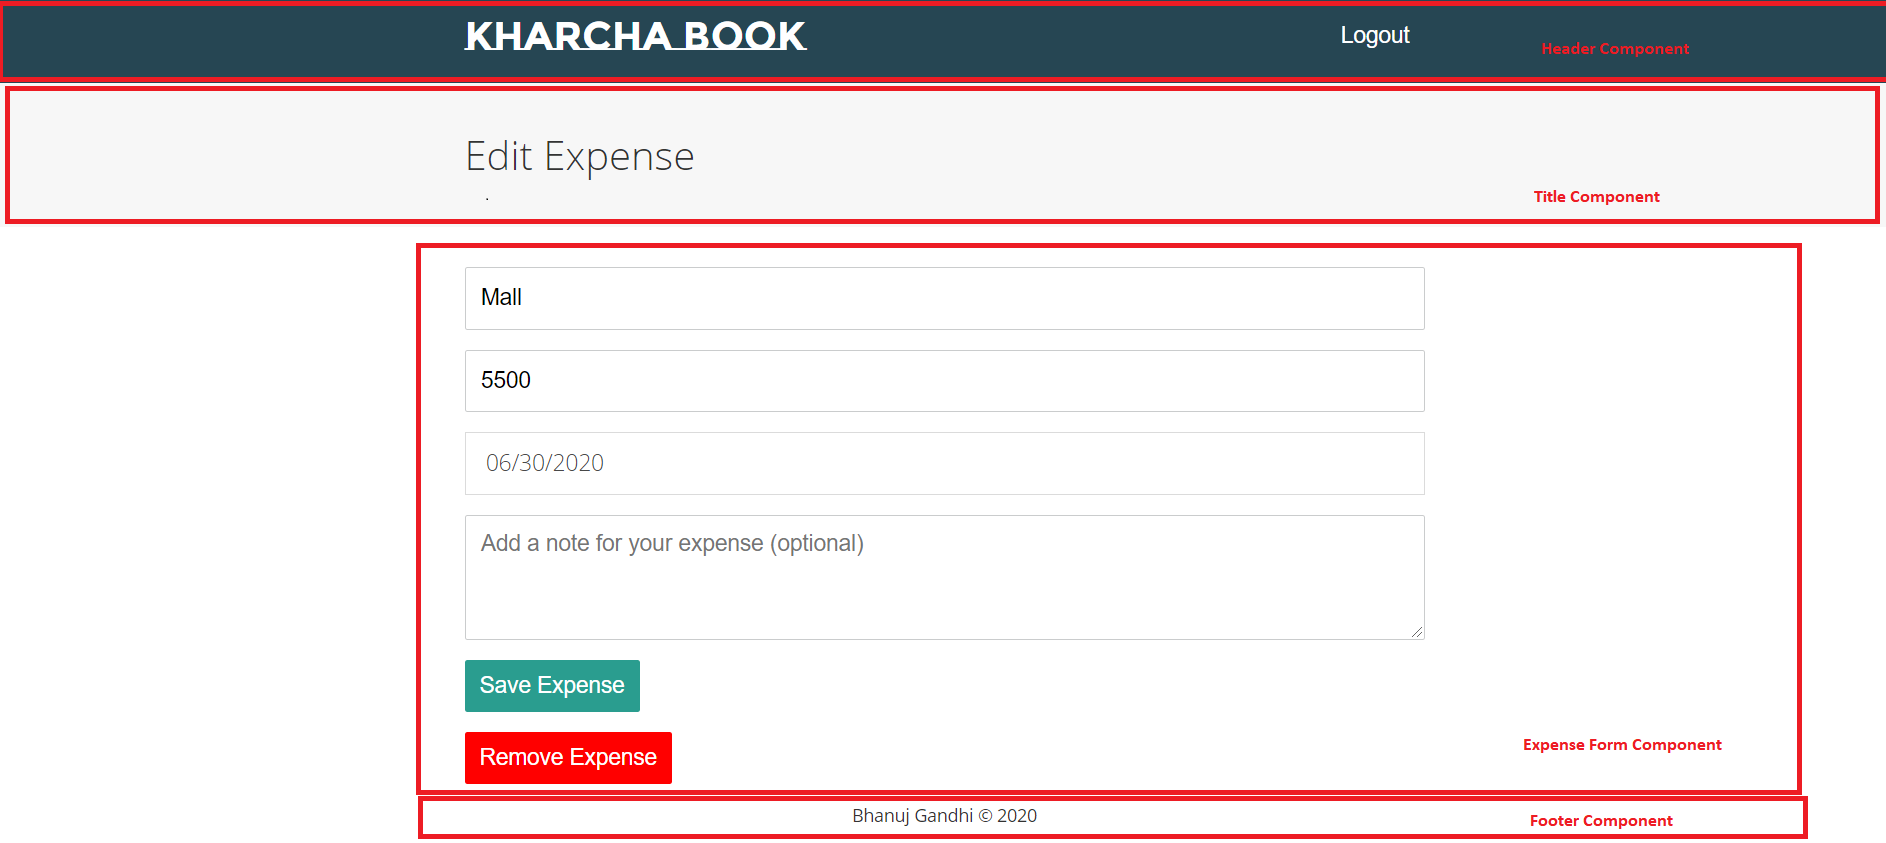 KHARCHA BOOK
Logout
Header Component
Edit Expense
.
Title Component
Mall
5500
06/30/2020
Add a note for your expense (optional)
Save Expense
Remove Expense
Expense Form Component
Bhanuj Gandhi © 2020
Footer Component